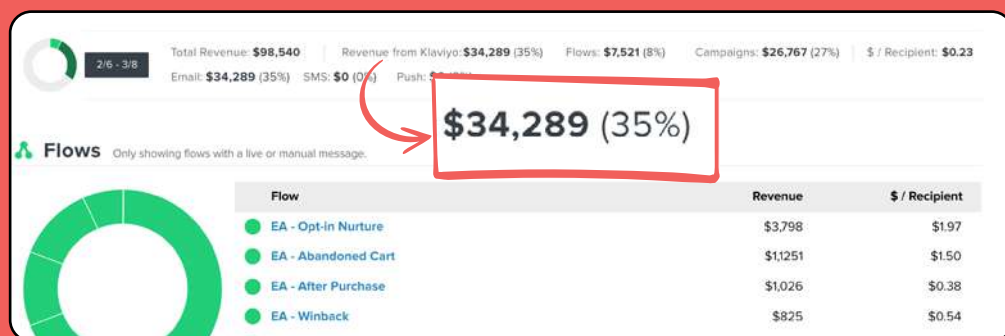 Total Revenue: $98,540 Revenue from Klaviyo: $34,289 (35%) Flows: $7,521 (8%) Campaigns: $26,767 (27%) $ / Recipient: $0.23
2/6 - 3/8
Email: $34,289 (35%) SMS: $0 (0%) Push:
$34,289 (35%)
Flows Only showing flows with a live or manual message.
Flow Revenue $ / Recipient
EA - Opt-in Nurture $3,798 $1.97
EA - Abandoned Cart $1,1251 $1.50
EA - After Purchase $1,026 $0.38
EA - Winback $825 $0.54